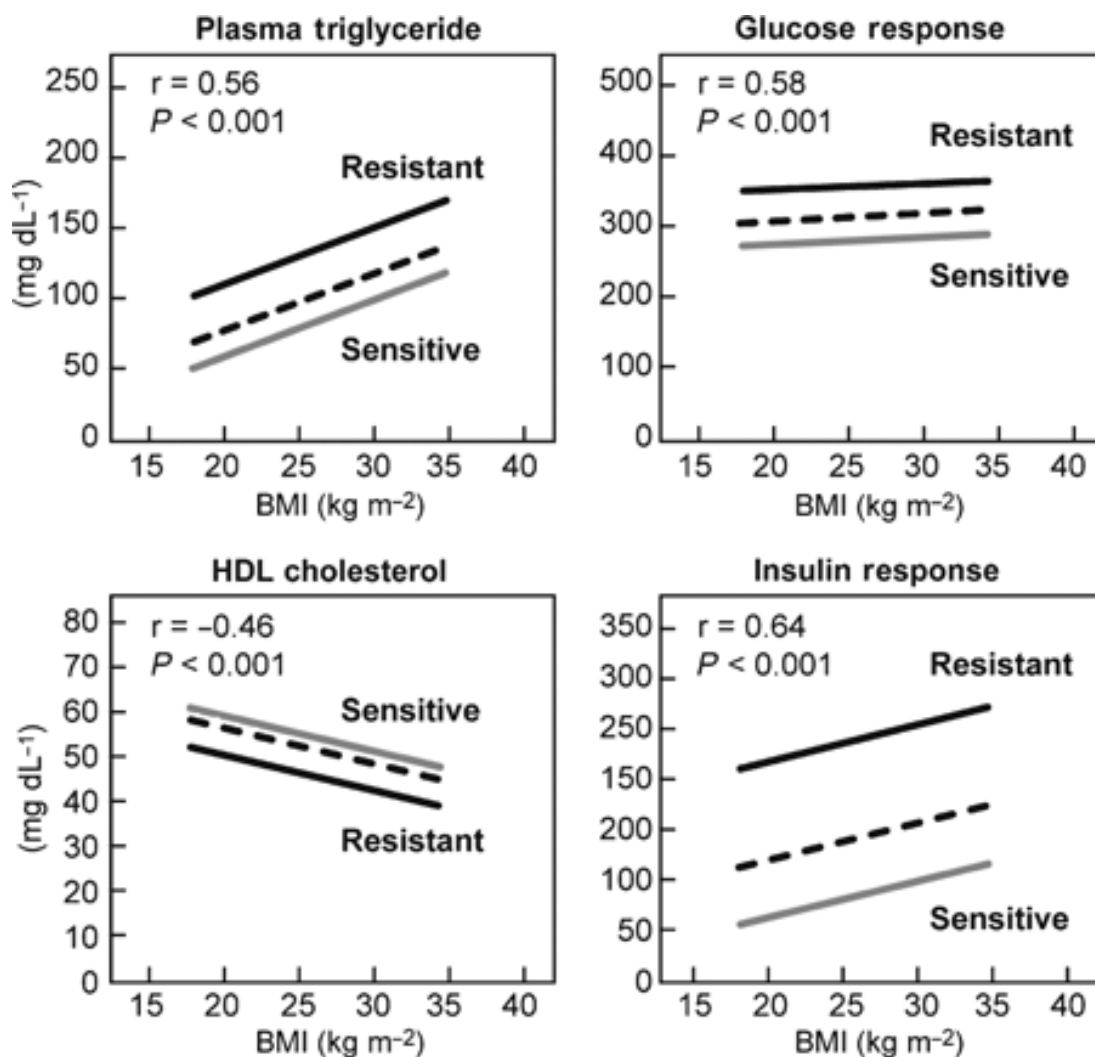 Plasma triglyceride
r = 0.56
P < 0.001
Resistant
Sensitive
(mg dL⁻¹)
250
200
150
100
50
0
15 20 25 30 35 40
BMI (kg m⁻²)
Glucose response
r = 0.58
P < 0.001
Resistant
Sensitive
500
400
300
200
100
0
15 20 25 30 35 40
BMI (kg m⁻²)
HDL cholesterol
r = –0.46
P < 0.001
Sensitive
Resistant
(mg dL⁻¹)
80
70
60
50
40
30
20
10
0
15 20 25 30 35 40
BMI (kg m⁻²)
Insulin response
r = 0.64
P < 0.001
Resistant
Sensitive
350
300
250
150
200
100
50
0
15 20 25 30 35 40
BMI (kg m⁻²)